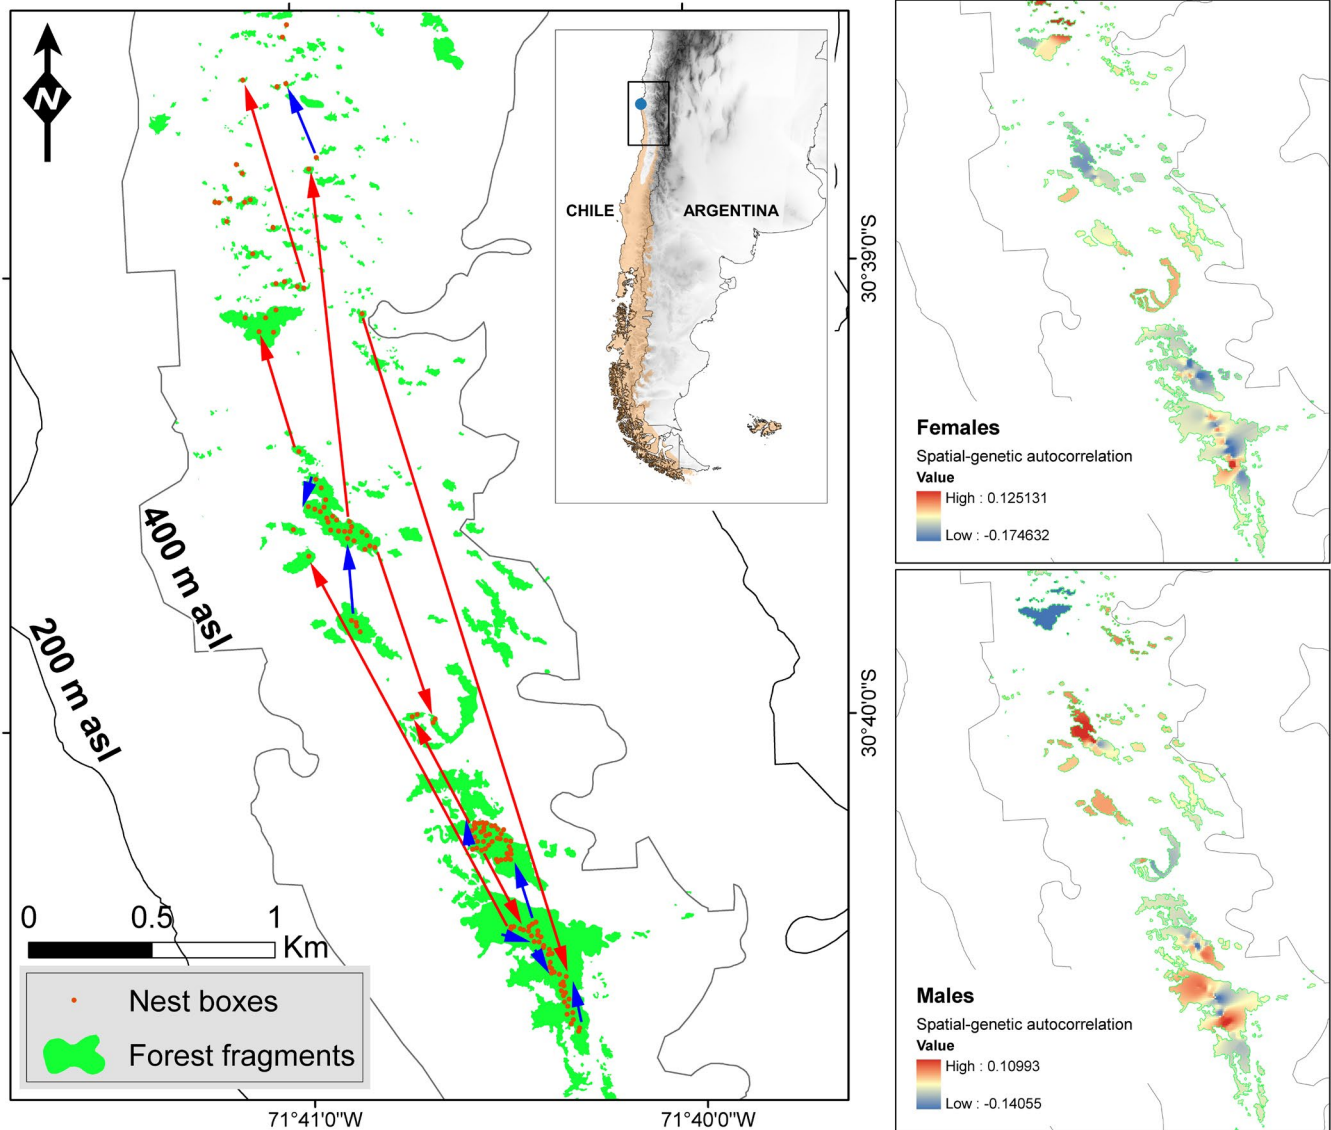 N
CHILE
ARGENTINA
400 m asl
200 m asl
0 0.5 1
Km
Nest boxes
Forest fragments
71°41'0"W
71°40'0"W
30°39'0"S
30°40'0"S
Females
Spatial-genetic autocorrelation
Value
High : 0.125131
Low : -0.174632
Males
Spatial-genetic autocorrelation
Value
High : 0.10993
Low : -0.14055